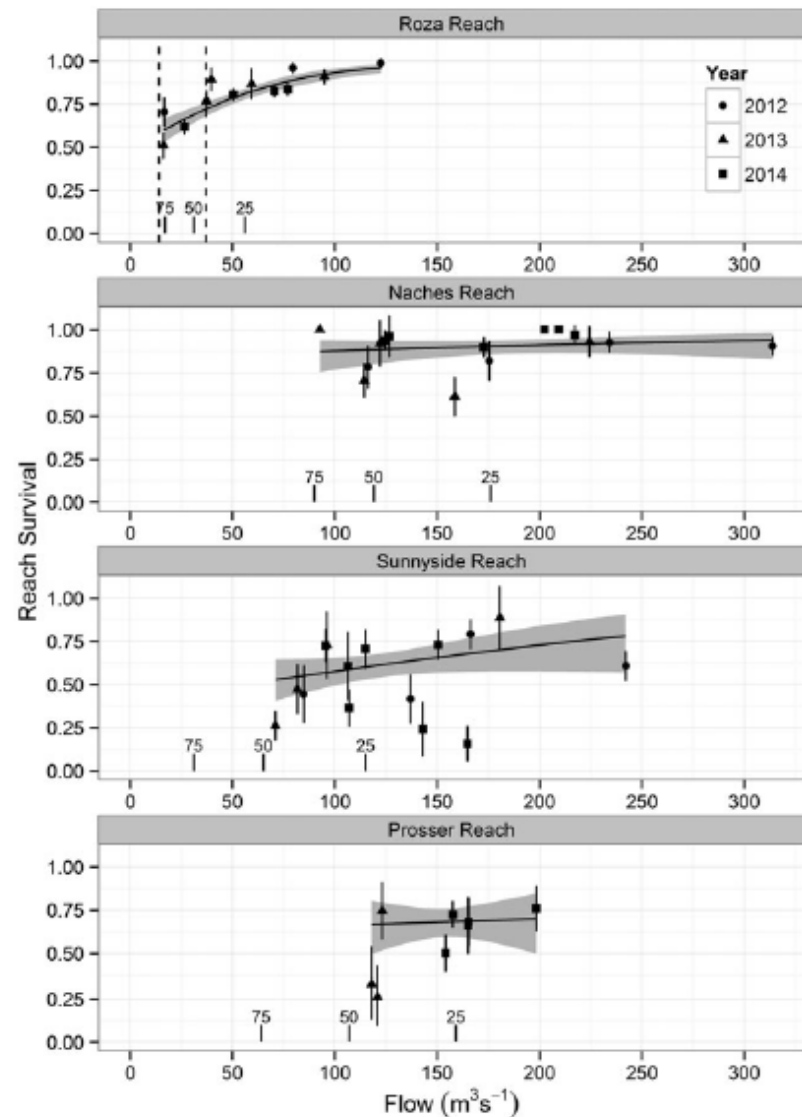 Roza Reach
Year
2012
2013
2014
1.00
0.75
0.50
0.25
0.00
75 50 25
0 50 100 150 200 250 300
Naches Reach
1.00
0.75
0.50
0.25
0.00
75 50 25
0 50 100 150 200 250 300
Reach Survival
Sunnyside Reach
1.00
0.75
0.50
0.25
0.00
75 50 25
0 50 100 150 200 250 300
Prosser Reach
1.00
0.75
0.50
0.25
0.00
75 50 25
0 50 100 150 200 250 300
Flow (m³s⁻¹)